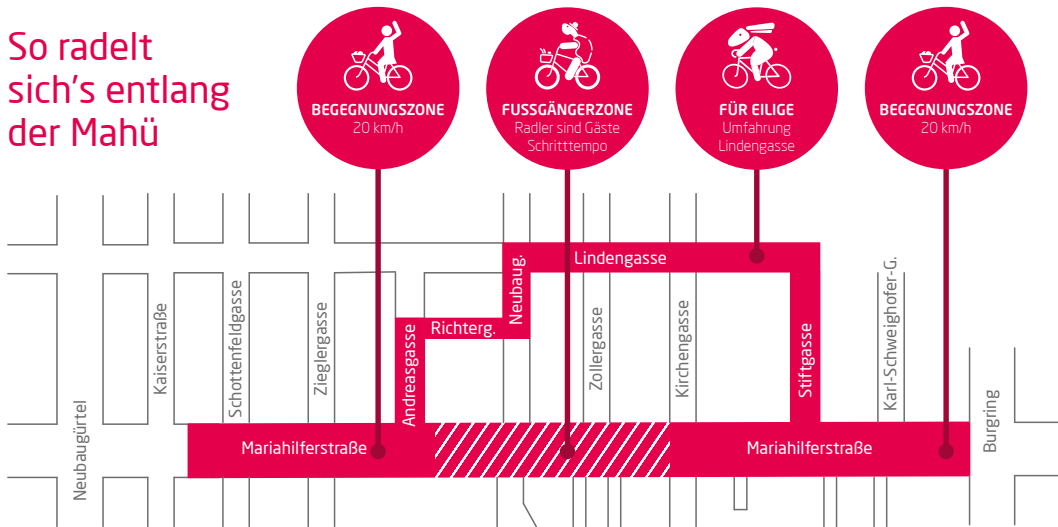 So radelt
sich's entlang
der Mahü
BEGEGNUNGSZONE
20 km/h
FUSSGÄNGERZONE
Radler sind Gäste
Schritttempo
FÜR EILIGE
Umfahrung
Lindengasse
BEGEGNUNGSZONE
20 km/h
Neubaugürtel
Kaiserstraße
Schottenfeldgasse
Zieglergasse
Andreasgasse
Richterg.
Neubaug.
Lindengasse
Zollergasse
Kirchengasse
Stiftgasse
Karl-Schweighofer-G.
Burgring
Mariahilferstraße
Mariahilferstraße